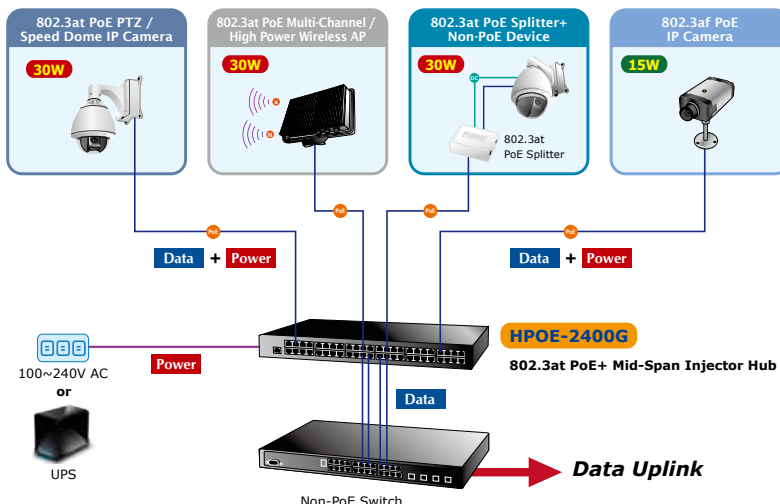 802.3at PoE PTZ /
Speed Dome IP Camera
30W
802.3at PoE Multi-Channel /
High Power Wireless AP
30W
802.3at PoE Splitter+
Non-PoE Device
30W
DC
802.3at
PoE Splitter
802.3af PoE
IP Camera
15W
PoE
PoE
PoE
PoE
Data + Power
Data + Power
HPOE-2400G
802.3at PoE+ Mid-Span Injector Hub
Power
100~240V AC
or
UPS
Data
Data Uplink
Non-PoE Switch